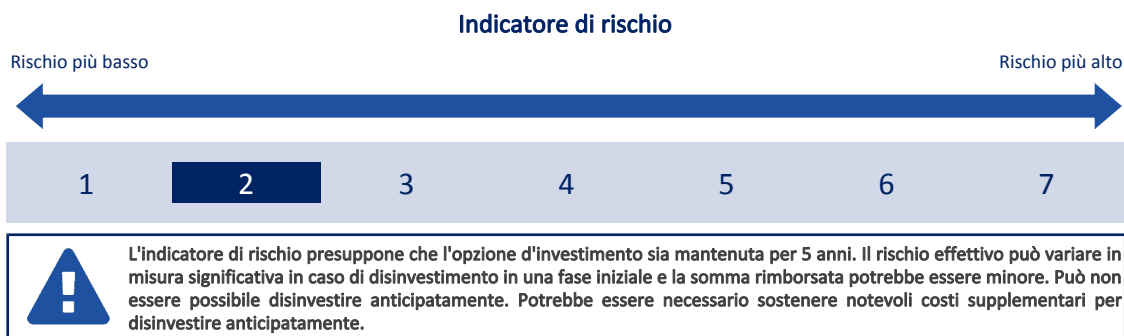 Indicatore di rischio
Rischio più basso Rischio più alto
1 2 3 4 5 6 7
L'indicatore di rischio presuppone che l'opzione d'investimento sia mantenuta per 5 anni. Il rischio effettivo può variare in
misura significativa in caso di disinvestimento in una fase iniziale e la somma rimborsata potrebbe essere minore. Può non
essere possibile disinvestire anticipatamente. Potrebbe essere necessario sostenere notevoli costi supplementari per
disinvestire anticipatamente.